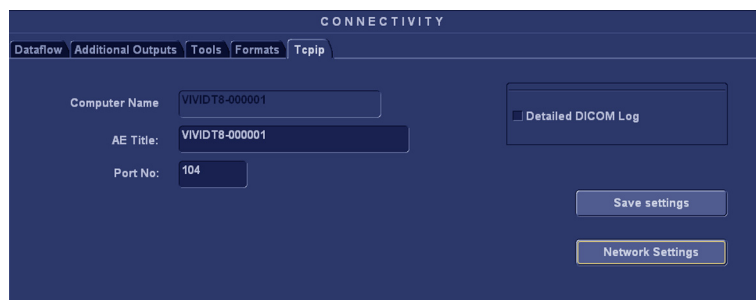 CONNECTIVITY
Dataflow Additional Outputs Tools Formats Tcpip
Computer Name VIVIDT8-000001
Detailed DICOM Log
AE Title: VIVIDT8-000001
Port No: 104
Save settings
Network Settings